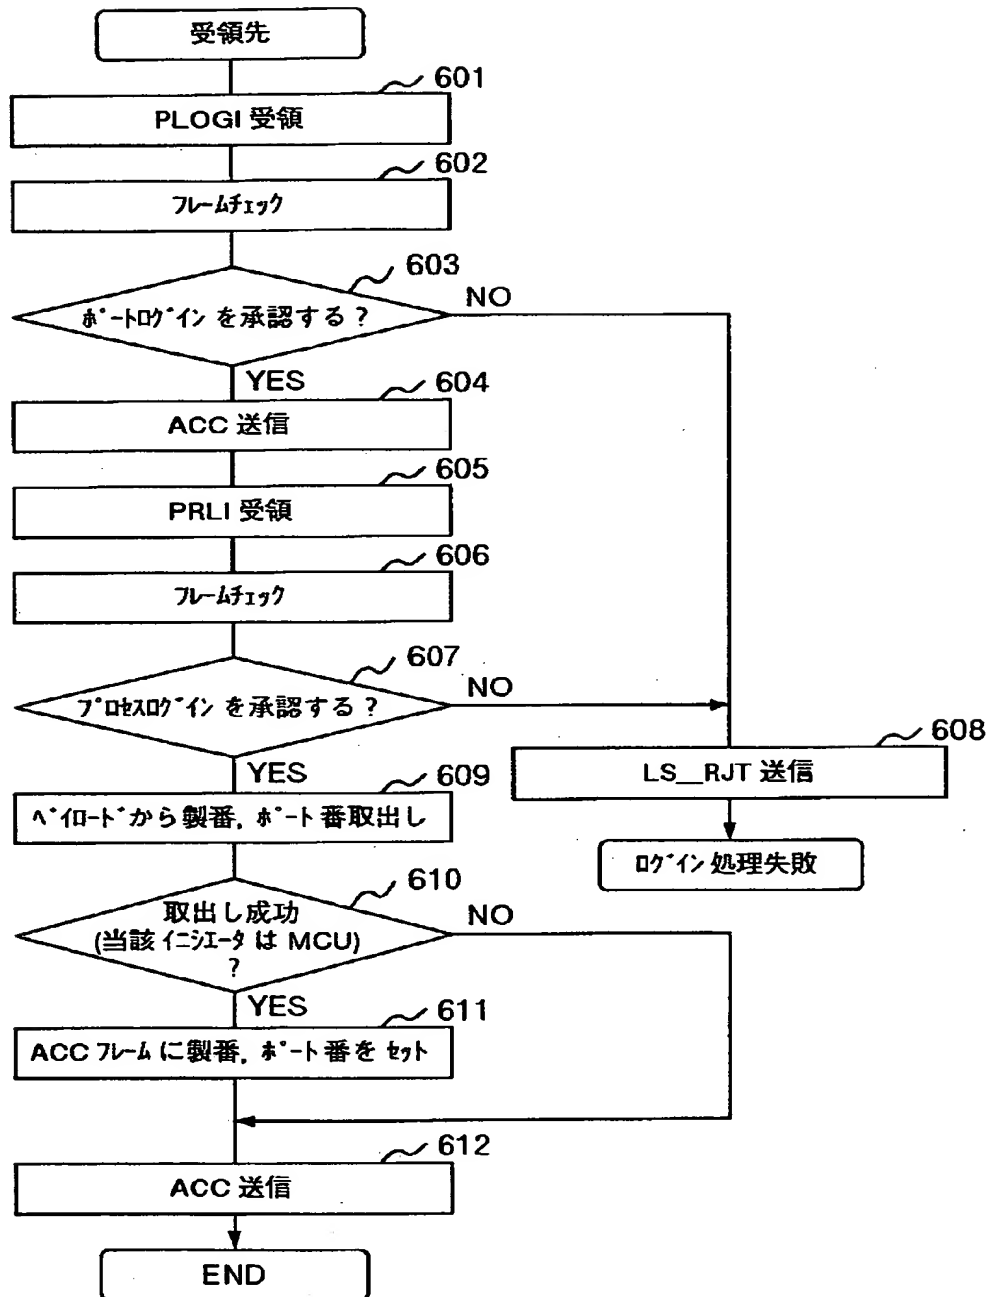 受領先
601
PLOGI 受領
602
フレームチェック
603
ポートログイン を承認する?
NO
YES
604
ACC 送信
605
PRLI 受領
606
フレームチェック
607
プロセスログイン を承認する?
NO
608
LS__RJT 送信
YES
609
ペイロードから製番, ポート番取出し
ログイン 処理失敗
610
取出し成功
(当該 イニシエータ は MCU)
?
NO
YES
611
ACC フレーム に製番, ポート番を セット
612
ACC 送信
END